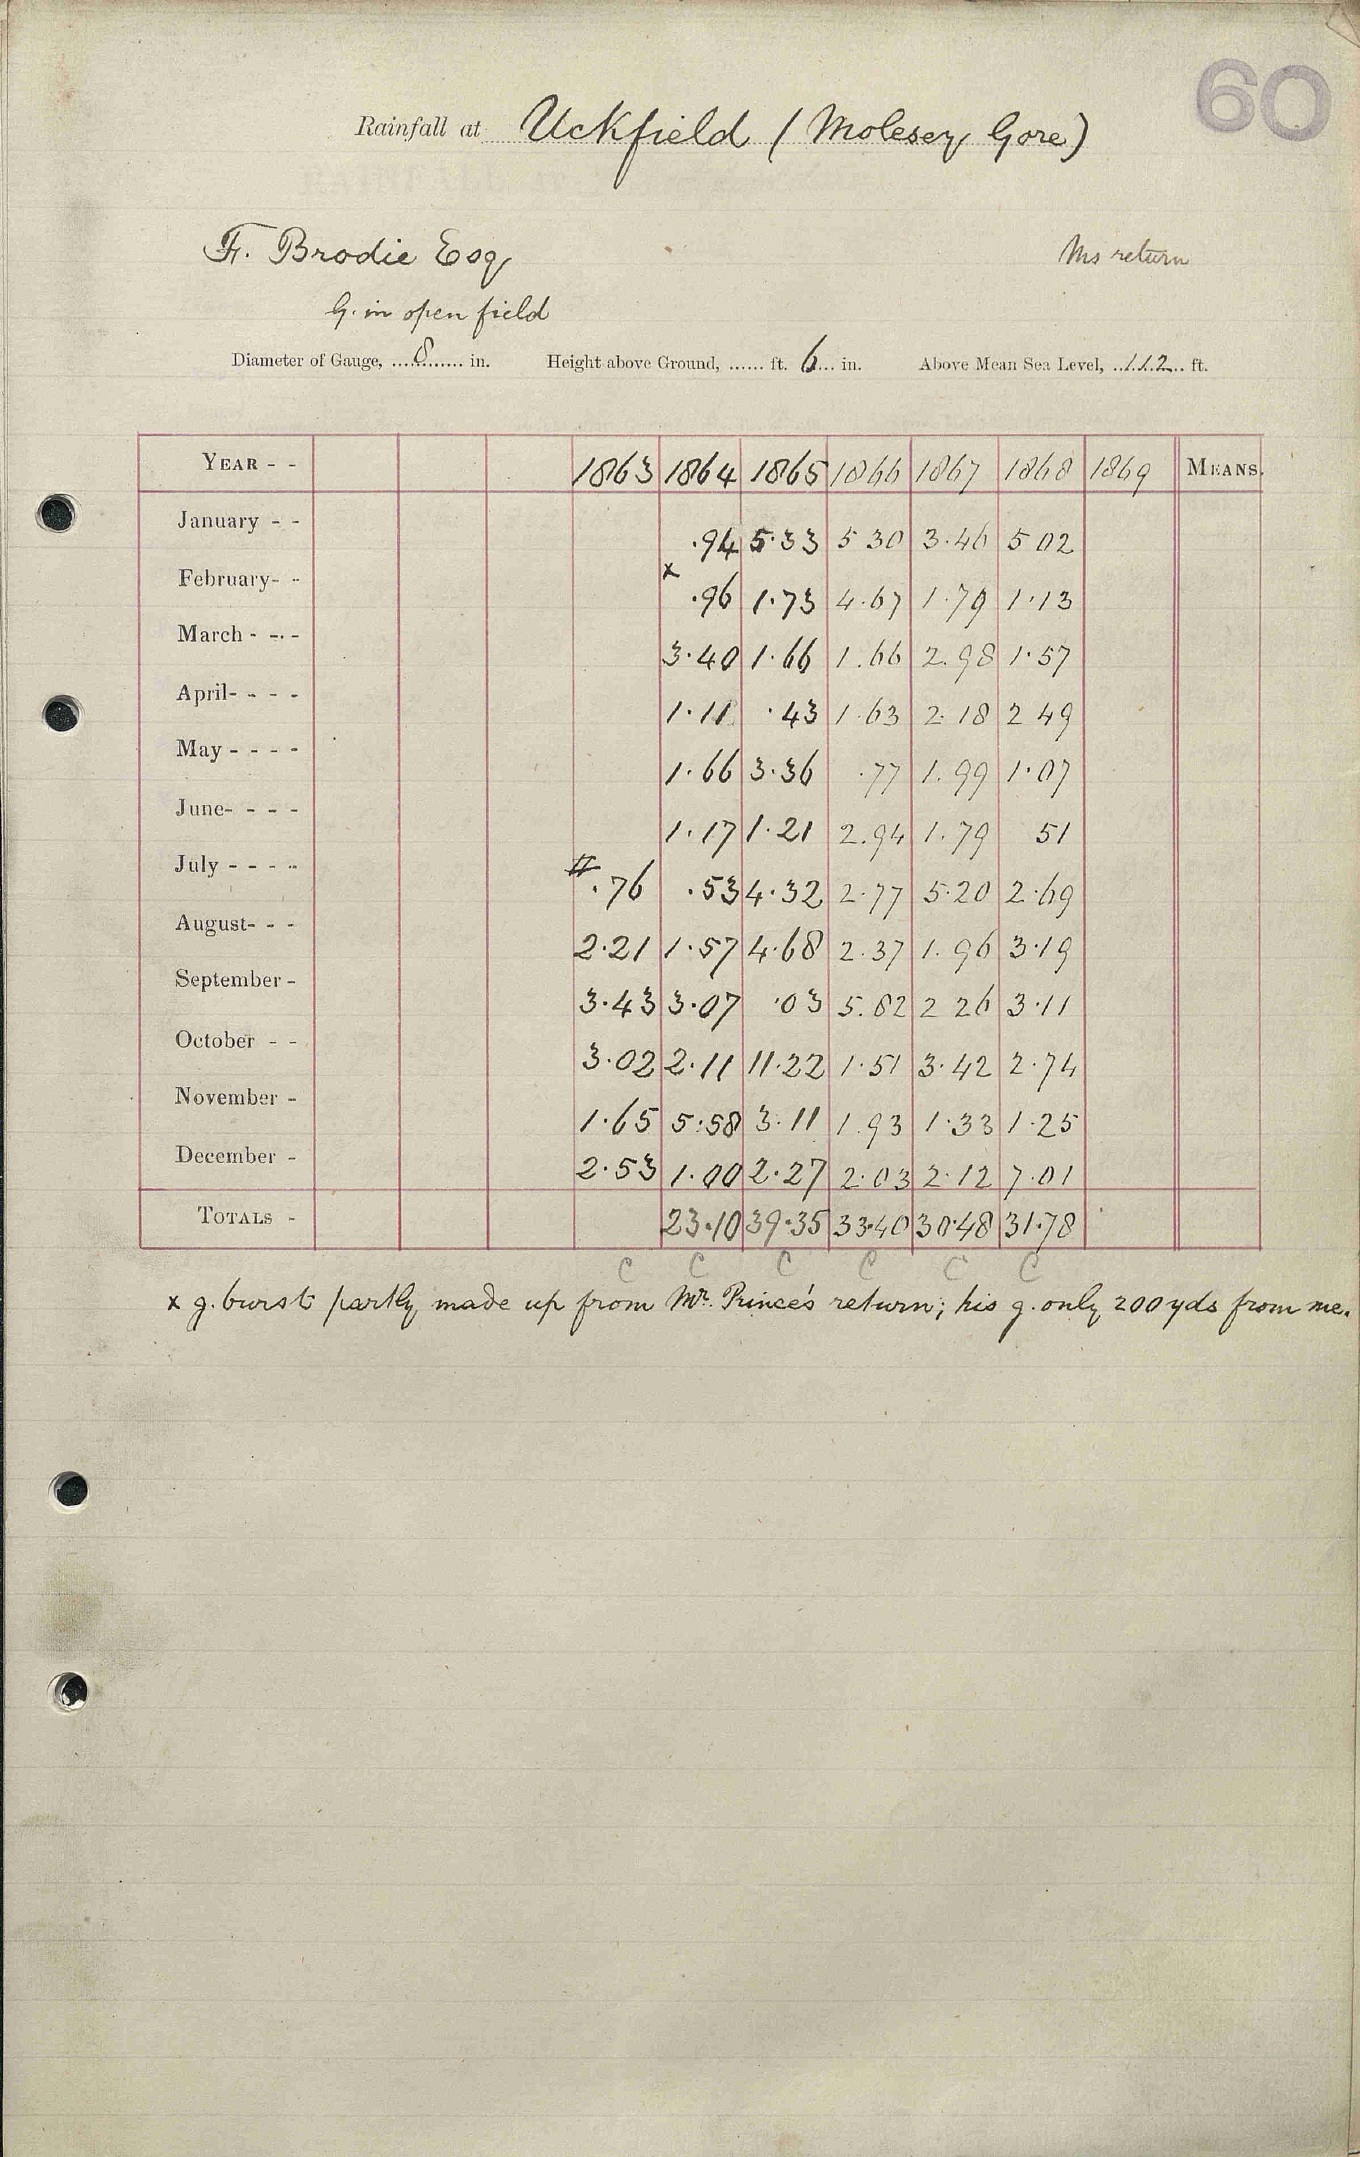 60
Rainfall at Uckfield (Molesey Gore)
F. Brodie Esq Ms return
G. in open field
Diameter of Gauge, 8 in. Height above Ground, ...... ft. 6 in. Above Mean Sea Level, 112 ft.
YEAR - - 1863 1864 1865 1866 1867 1868 1869 MEANS.
January - - .94 5.33 5 30 3.46 5 02
February - - x .96 1.73 4.67 1.79 1.13
March - - - 3.40 1.66 1.66 2.98 1.57
April - - - - 1.11 .43 1.63 2.18 2 49
May - - - - 1.66 3.36 .77 1.99 1.07
June - - - - 1.17 1.21 2.94 1.79 51
July - - - - # .76 .53 4.32 2.77 5.20 2.69
August - - - 2.21 1.57 4.68 2.37 1.96 3.19
September - 3.43 3.07 .03 5.82 2 26 3.11
October - - 3.02 2.11 11.22 1.51 3.42 2.74
November - 1.65 5.58 3.11 1.93 1.33 1.25
December - 2.53 1.00 2.27 2.03 2.12 7.01
TOTALS - 23.10 39.35 33.40 30.48 31.78
C C C C C C
x g. burst partly made up from Mr. Prince's return; his g. only 200 yds from me.